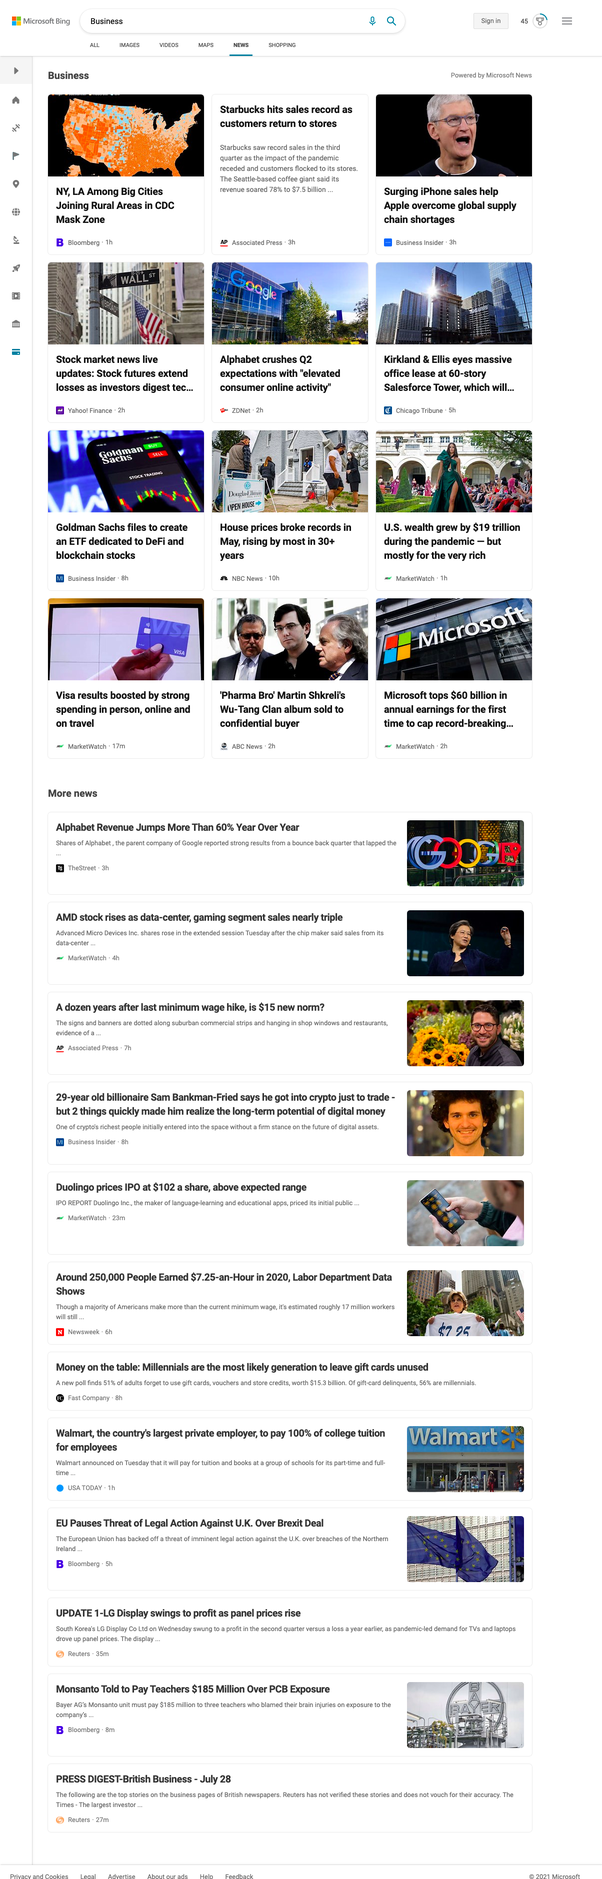 Microsoft Bing
Business
Sign in
45
ALL
IMAGES
VIDEOS
MAPS
NEWS
SHOPPING
Business
Powered by Microsoft News
NY, LA Among Big Cities
Joining Rural Areas in CDC
Mask Zone
Bloomberg · 1h
Starbucks hits sales record as
customers return to stores
Starbucks saw record sales in the third
quarter as the impact of the pandemic
receded and customers flocked to its stores.
The Seattle-based coffee giant said its
revenue soared 78% to $7.5 billion ...
AP Associated Press · 3h
Surging iPhone sales help
Apple overcome global supply
chain shortages
Business Insider · 3h
WALL ST
Stock market news live
updates: Stock futures extend
losses as investors digest tec...
Yahoo! Finance · 2h
Google
Alphabet crushes Q2
expectations with "elevated
consumer online activity"
ZDNet · 2h
Kirkland & Ellis eyes massive
office lease at 60-story
Salesforce Tower, which will...
Chicago Tribune · 5h
Goldman
Sachs
BUY
SELL
STOCK TRADING
Goldman Sachs files to create
an ETF dedicated to DeFi and
blockchain stocks
Business Insider · 8h
OPEN HOUSE
House prices broke records in
May, rising by most in 30+
years
NBC News · 10h
U.S. wealth grew by $19 trillion
during the pandemic — but
mostly for the very rich
MarketWatch · 1h
VISA
VISA
Visa results boosted by strong
spending in person, online and
on travel
MarketWatch · 17m
'Pharma Bro' Martin Shkreli's
Wu-Tang Clan album sold to
confidential buyer
ABC News · 2h
Microsoft
Microsoft tops $60 billion in
annual earnings for the first
time to cap record-breaking...
MarketWatch · 2h
More news
Alphabet Revenue Jumps More Than 60% Year Over Year
Shares of Alphabet , the parent company of Google reported strong results from a bounce back quarter that lapped the
...
TheStreet · 3h
GOOGLE
AMD stock rises as data-center, gaming segment sales nearly triple
Advanced Micro Devices Inc. shares rose in the extended session Tuesday after the chip maker said sales from its
data-center ...
MarketWatch · 4h
A dozen years after last minimum wage hike, is $15 new norm?
The signs and banners are dotted along suburban commercial strips and hanging in shop windows and restaurants,
evidence of a ...
AP Associated Press · 7h
29-year old billionaire Sam Bankman-Fried says he got into crypto just to trade -
but 2 things quickly made him realize the long-term potential of digital money
One of crypto's richest people initially entered into the space without a firm stance on the future of digital assets.
Business Insider · 8h
Duolingo prices IPO at $102 a share, above expected range
IPO REPORT Duolingo Inc., the maker of language-learning and educational apps, priced its initial public ...
MarketWatch · 23m
Around 250,000 People Earned $7.25-an-Hour in 2020, Labor Department Data
Shows
Though a majority of Americans make more than the current minimum wage, it's estimated roughly 17 million workers
will still ...
N Newsweek · 6h
$7.25
Money on the table: Millennials are the most likely generation to leave gift cards unused
A new poll finds 51% of adults forget to use gift cards, vouchers and store credits, worth $15.3 billion. Of gift-card delinquents, 56% are millennials.
Fast Company · 8h
Walmart, the country's largest private employer, to pay 100% of college tuition
for employees
Walmart announced on Tuesday that it will pay for tuition and books at a group of schools for its part-time and full-
time ...
USA TODAY · 1h
Walmart
EU Pauses Threat of Legal Action Against U.K. Over Brexit Deal
The European Union has backed off a threat of imminent legal action against the U.K. over breaches of the Northern
Ireland ...
Bloomberg · 5h
UPDATE 1-LG Display swings to profit as panel prices rise
South Korea's LG Display Co Ltd on Wednesday swung to a profit in the second quarter versus a loss a year earlier, as pandemic-led demand for TVs and laptops
drove up panel prices. The display ...
Reuters · 35m
Monsanto Told to Pay Teachers $185 Million Over PCB Exposure
Bayer AG's Monsanto unit must pay $185 million to three teachers who blamed their brain injuries on exposure to the
company's ...
Bloomberg · 8m
BAYER
PRESS DIGEST-British Business - July 28
The following are the top stories on the business pages of British newspapers. Reuters has not verified these stories and does not vouch for their accuracy. The
Times - The largest investor ...
Reuters · 27m
Privacy and Cookies
Legal
Advertise
About our ads
Help
Feedback
© 2021 Microsoft